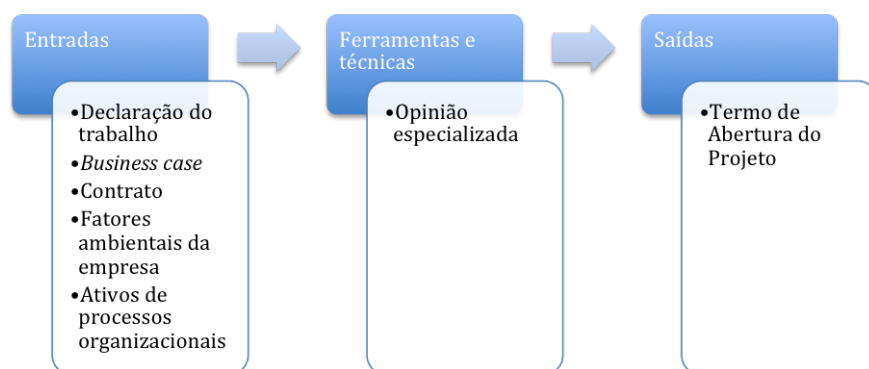 Entradas
•Declaração do
trabalho
•Business case
•Contrato
•Fatores
ambientais da
empresa
•Ativos de
processos
organizacionais
Ferramentas e
técnicas
•Opinião
especializada
Saídas
•Termo de
Abertura do
Projeto